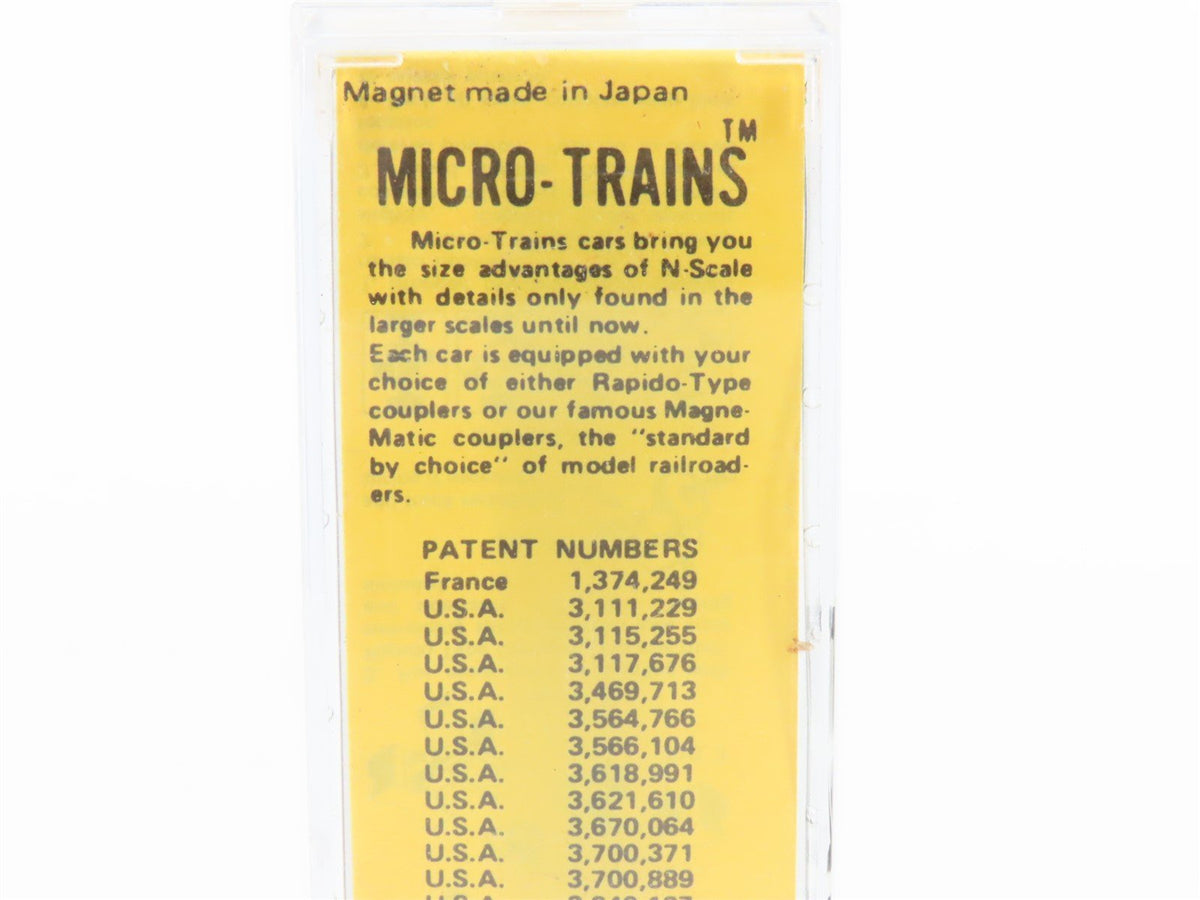 Magnet made in Japan
TM
MICRO-TRAINS
Micro-Trains cars bring you
the size advantages of N-Scale
with details only found in the
larger scales until now.
Each car is equipped with your
choice of either Rapido-Type
couplers or our famous Magne-
Matic couplers, the "standard
by choice" of model railroad-
ers.
PATENT NUMBERS
France 1,374,249
U.S.A. 3,111,229
U.S.A. 3,115,255
U.S.A. 3,117,676
U.S.A. 3,469,713
U.S.A. 3,564,766
U.S.A. 3,566,104
U.S.A. 3,618,991
U.S.A. 3,621,610
U.S.A. 3,670,064
U.S.A. 3,700,371
U.S.A. 3,700,889